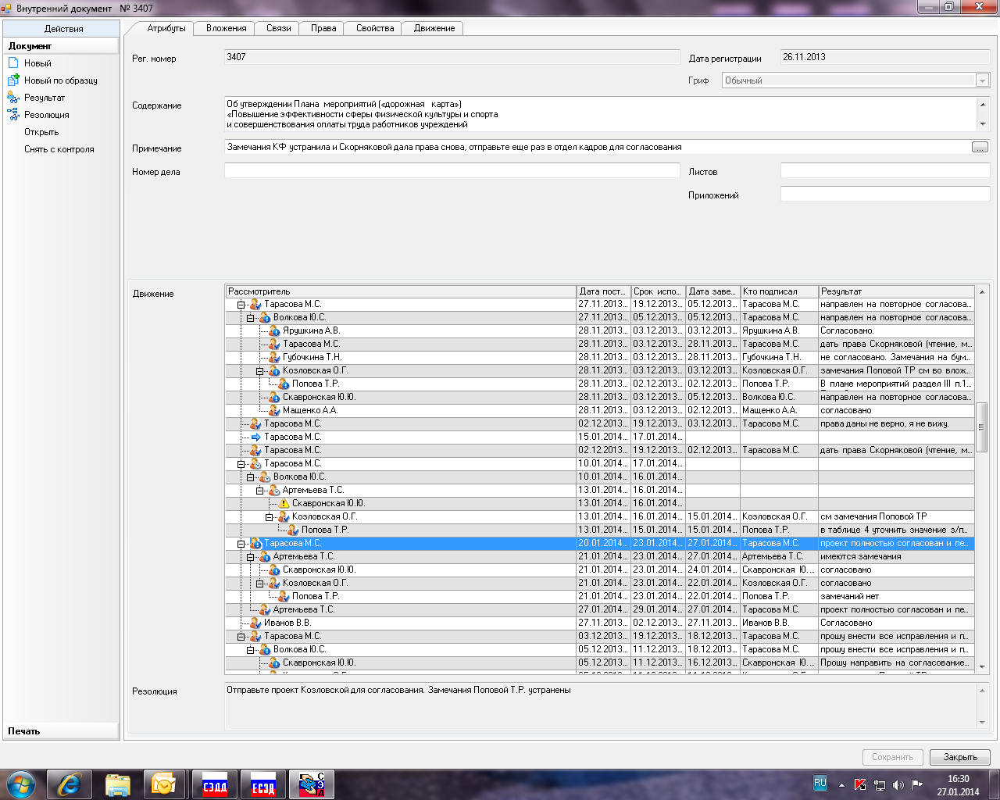 Внутренний документ № 3407
Действия
Документ
Новый
Новый по образцу
Результат
Резолюция
Открыть
Снять с контроля
Печать
Атрибуты Вложения Связи Права Свойства Движение
Рег. номер 3407 Дата регистрации 26.11.2013
Гриф Обычный
Содержание Об утверждении Плана мероприятий («дорожная карта»)
«Повышение эффективности сферы физической культуры и спорта
и совершенствования оплаты труда работников учреждений
Примечание Замечания КФ устранила и Скорняковой дала права снова, отправьте еще раз в отдел кадров для согласования ...
Номер дела Листов
Приложений
Движение
Рассмотритель Дата пост... Срок испо... Дата заве... Кто подписал Результат
Тарасова М.С. 27.11.2013... 19.12.2013... 05.12.2013... Тарасова М.С. направлен на повторное согласова...
Волкова Ю.С. 27.11.2013... 05.12.2013... 05.12.2013... Тарасова М.С. направлен на повторное согласова...
Ярушкина А.В. 28.11.2013... 03.12.2013... 03.12.2013... Ярушкина А.В. Согласовано.
Тарасова М.С. 28.11.2013... 03.12.2013... 28.11.2013... Тарасова М.С. дать права Скорняковой (чтение, м...
Губочкина Т.Н. 28.11.2013... 03.12.2013... 03.12.2013... Губочкина Т.Н. не согласовано. Замечания на бум...
Козловская О.Г. 28.11.2013... 03.12.2013... 03.12.2013... Козловская О.Г. замечания Поповой ТР см во влож...
Попова Т.Р. 28.11.2013... 02.12.2013... 02.12.2013... Попова Т.Р. В плане мероприятий раздел III п.1...
Скавронская Ю.Ю. 28.11.2013... 03.12.2013... 05.12.2013... Волкова Ю.С. направлен на повторное согласова...
Мащенко А.А. 28.11.2013... 03.12.2013... 02.12.2013... Мащенко А.А. согласовано
Тарасова М.С. 02.12.2013... 19.12.2013... 03.12.2013... Тарасова М.С. права даны не верно, я не вижу.
Тарасова М.С. 15.01.2014... 17.01.2014...
Тарасова М.С. 02.12.2013... 19.12.2013... 02.12.2013... Тарасова М.С. дать права Скорняковой (чтение, м...
Тарасова М.С. 10.01.2014... 17.01.2014...
Волкова Ю.С. 10.01.2014... 16.01.2014...
Артемьева Т.С. 13.01.2014... 16.01.2014...
Скавронская Ю.Ю. 13.01.2014... 16.01.2014...
Козловская О.Г. 13.01.2014... 16.01.2014... 15.01.2014... Козловская О.Г. см замечания Поповой ТР
Попова Т.Р. 13.01.2014... 15.01.2014... 15.01.2014... Попова Т.Р. в таблице 4 уточнить значение з/п...
Тарасова М.С. 20.01.2014... 23.01.2014... 27.01.2014... Тарасова М.С. проект полностью согласован и пе...
Артемьева Т.С. 21.01.2014... 23.01.2014... 27.01.2014... Артемьева Т.С. имеются замечания
Скавронская Ю.Ю. 21.01.2014... 23.01.2014... 24.01.2014... Скавронская Ю.... согласовано
Козловская О.Г. 21.01.2014... 23.01.2014... 22.01.2014... Козловская О.Г. согласовано
Попова Т.Р. 21.01.2014... 23.01.2014... 22.01.2014... Попова Т.Р. замечаний нет
Артемьева Т.С. 27.01.2014... 29.01.2014... 27.01.2014... Тарасова М.С. проект полностью согласован и пе...
Иванов В.В. 27.11.2013... 02.12.2013... 27.11.2013... Иванов В.В. Согласовано
Тарасова М.С. 03.12.2013... 19.12.2013... 18.12.2013... Тарасова М.С. прошу внести все исправления и п...
Волкова Ю.С. 05.12.2013... 11.12.2013... 18.12.2013... Тарасова М.С. прошу внести все исправления и п...
Скавронская Ю.Ю. 05.12.2013... 11.12.2013... 16.12.2013... Скавронская Ю.... Прошу направить на согласование...
Резолюция Отправьте проект Козловской для согласования. Замечания Поповой Т.Р. устранены
Сохранить Закрыть
СЭДД ЕСЭД СЭД
RU 16:30
27.01.2014